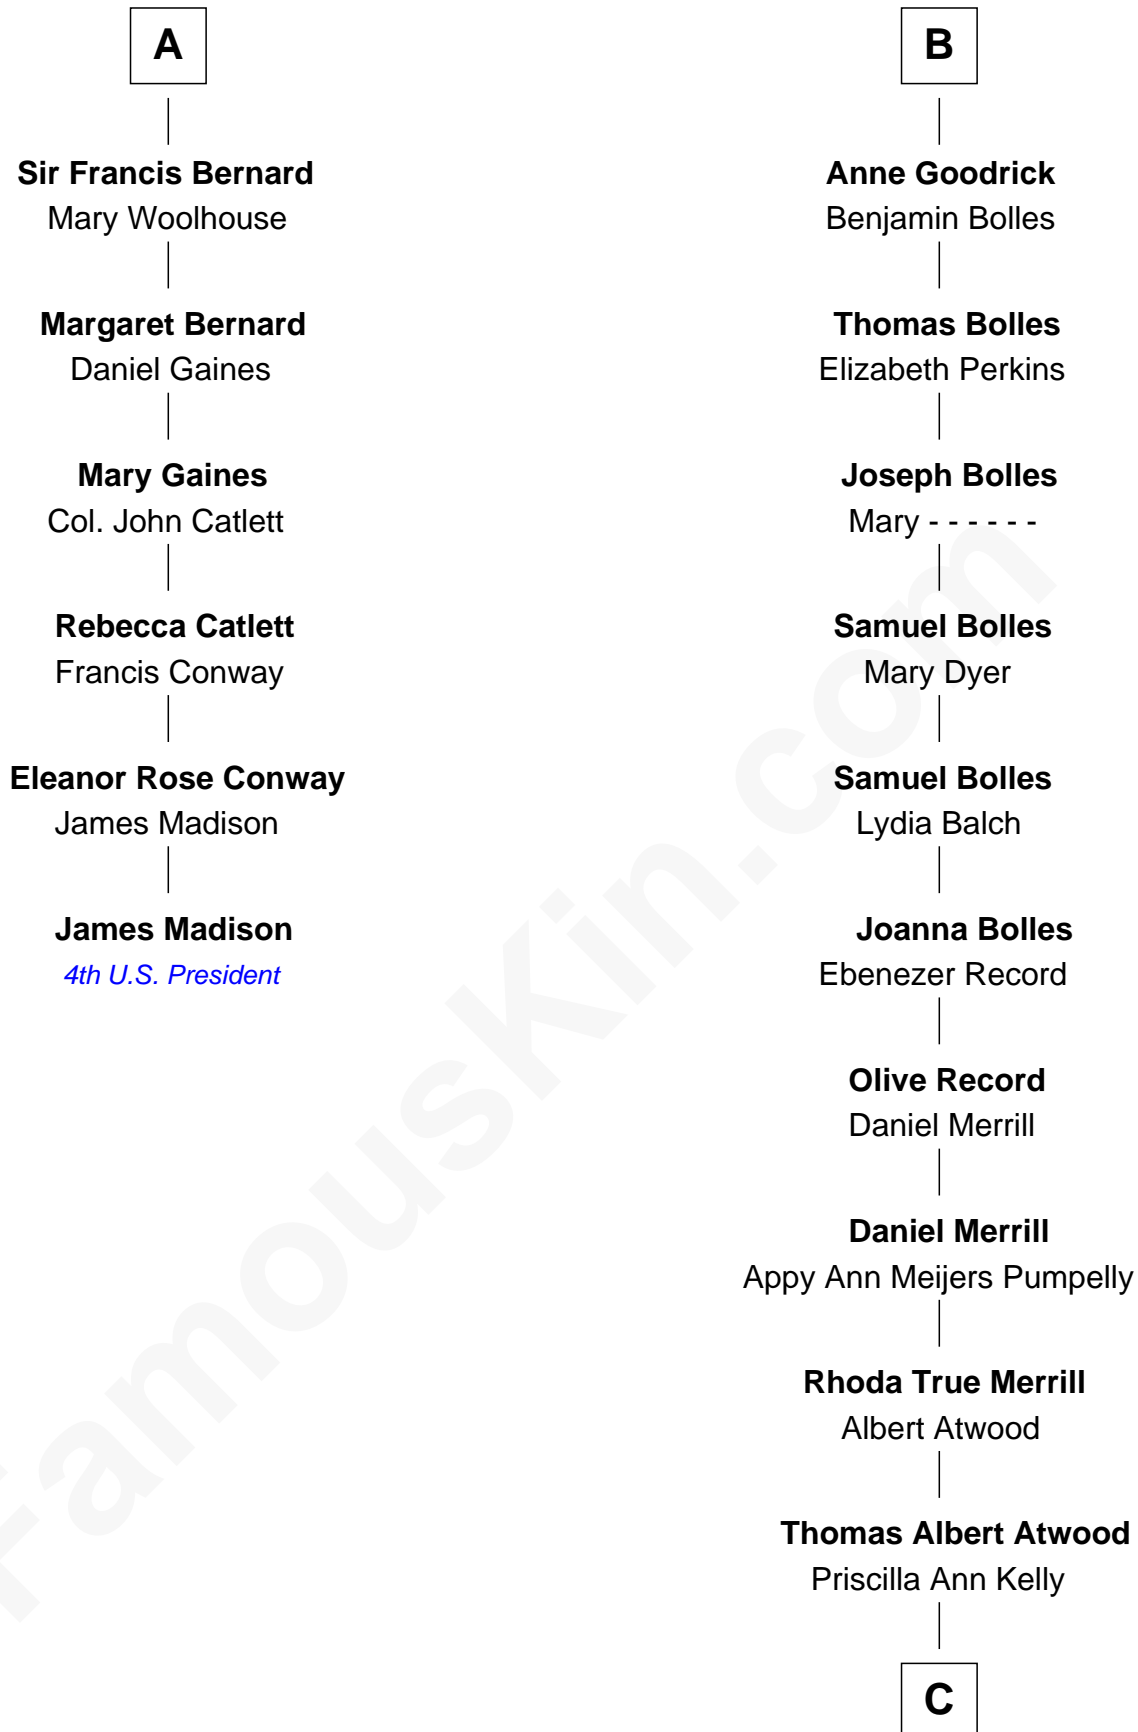 A
Sir Francis Bernard
Mary Woolhouse
Margaret Bernard
Daniel Gaines
Mary Gaines
Col. John Catlett
Rebecca Catlett
Francis Conway
Eleanor Rose Conway
James Madison
James Madison
4th U.S. President
B
Anne Goodrick
Benjamin Bolles
Thomas Bolles
Elizabeth Perkins
Joseph Bolles
Mary - - - - - -
Samuel Bolles
Mary Dyer
Samuel Bolles
Lydia Balch
Joanna Bolles
Ebenezer Record
Olive Record
Daniel Merrill
Daniel Merrill
Appy Ann Meijers Pumpelly
Rhoda True Merrill
Albert Atwood
Thomas Albert Atwood
Priscilla Ann Kelly
C
FamousKin.com